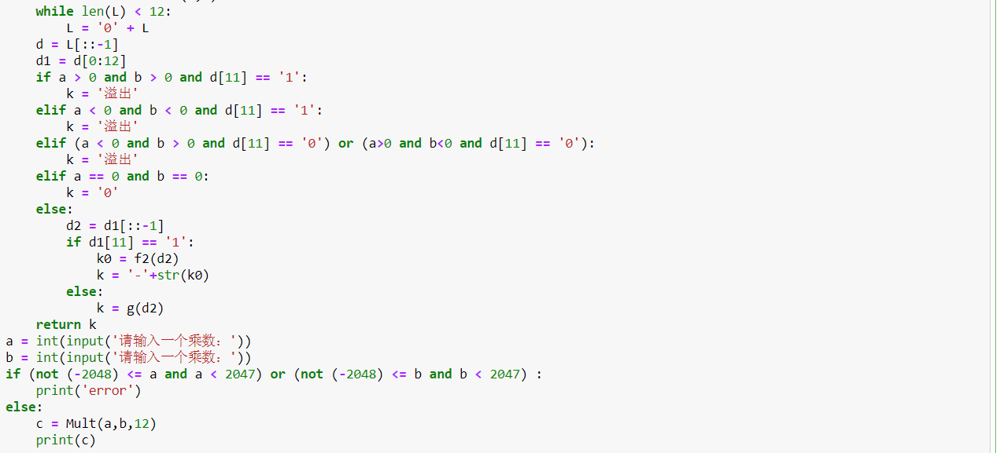 while len(L) < 12:
        L = '0' + L
    d = L[::-1]
    d1 = d[0:12]
    if a > 0 and b > 0 and d[11] == '1':
        k = '溢出'
    elif a < 0 and b < 0 and d[11] == '1':
        k = '溢出'
    elif (a < 0 and b > 0 and d[11] == '0') or (a>0 and b<0 and d[11] == '0'):
        k = '溢出'
    elif a == 0 and b == 0:
        k = '0'
    else:
        d2 = d1[::-1]
        if d1[11] == '1':
            k0 = f2(d2)
            k = '-'+str(k0)
        else:
            k = g(d2)
    return k
a = int(input('请输入一个乘数：'))
b = int(input('请输入一个乘数：'))
if (not (-2048) <= a and a < 2047) or (not (-2048) <= b and b < 2047) :
    print('error')
else:
    c = Mult(a,b,12)
    print(c)